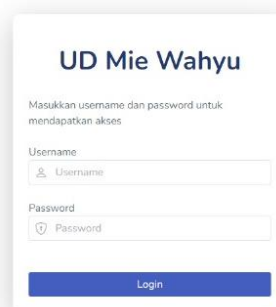 UD Mie Wahyu
Masukkan username dan password untuk
mendapatkan akses
Username
Username
Password
Password
Login